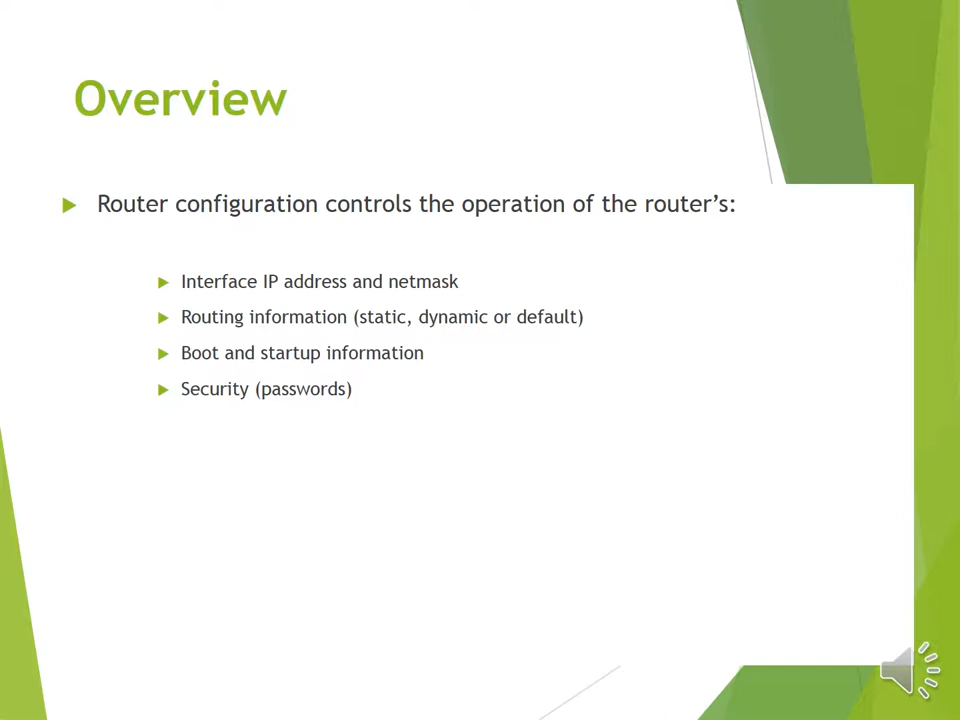 Overview
Router configuration controls the operation of the router’s:
Interface IP address and netmask
Routing information (static, dynamic or default)
Boot and startup information
Security (passwords)